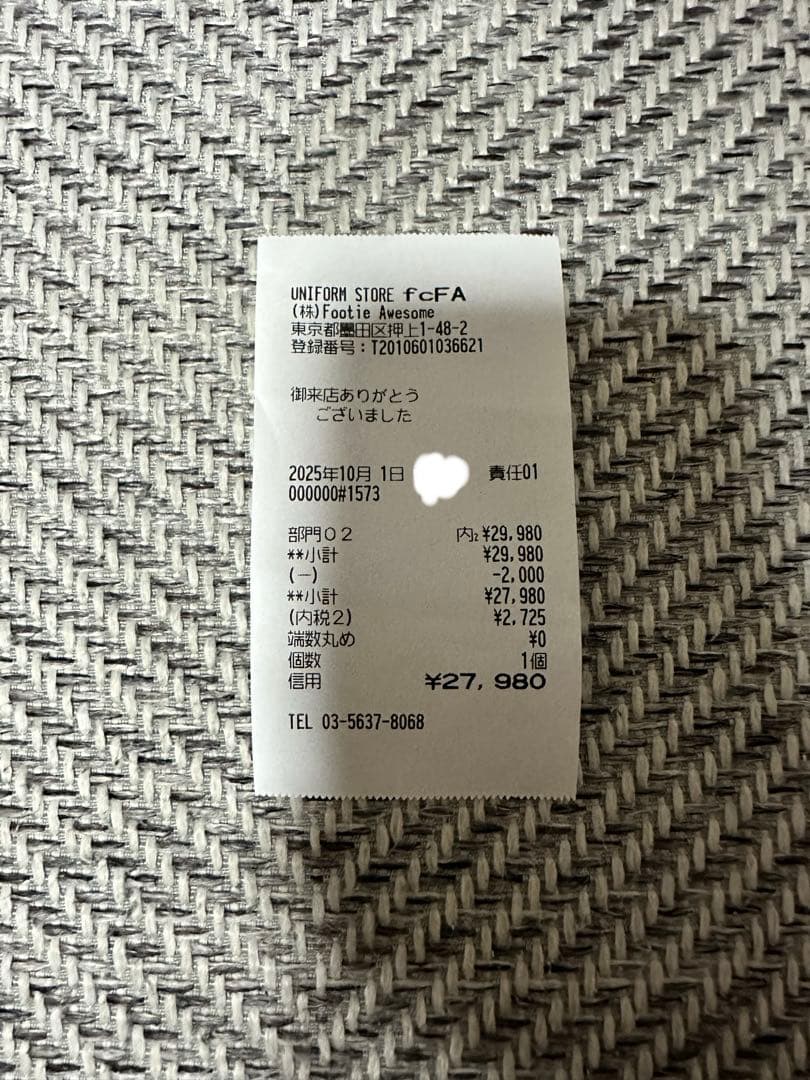 UNIFORM STORE fcFA
(株)Footie Awesome
東京都墨田区押上1-48-2
登録番号：T2010601036621
御来店ありがとう
ございました
2025年10月 1日 責任01
000000#1573
部門02 内2 ¥29,980
**小計 ¥29,980
(−) -2,000
**小計 ¥27,980
(内税2) ¥2,725
端数丸め ¥0
個数 1個
信用 ¥27,980
TEL 03-5637-8068